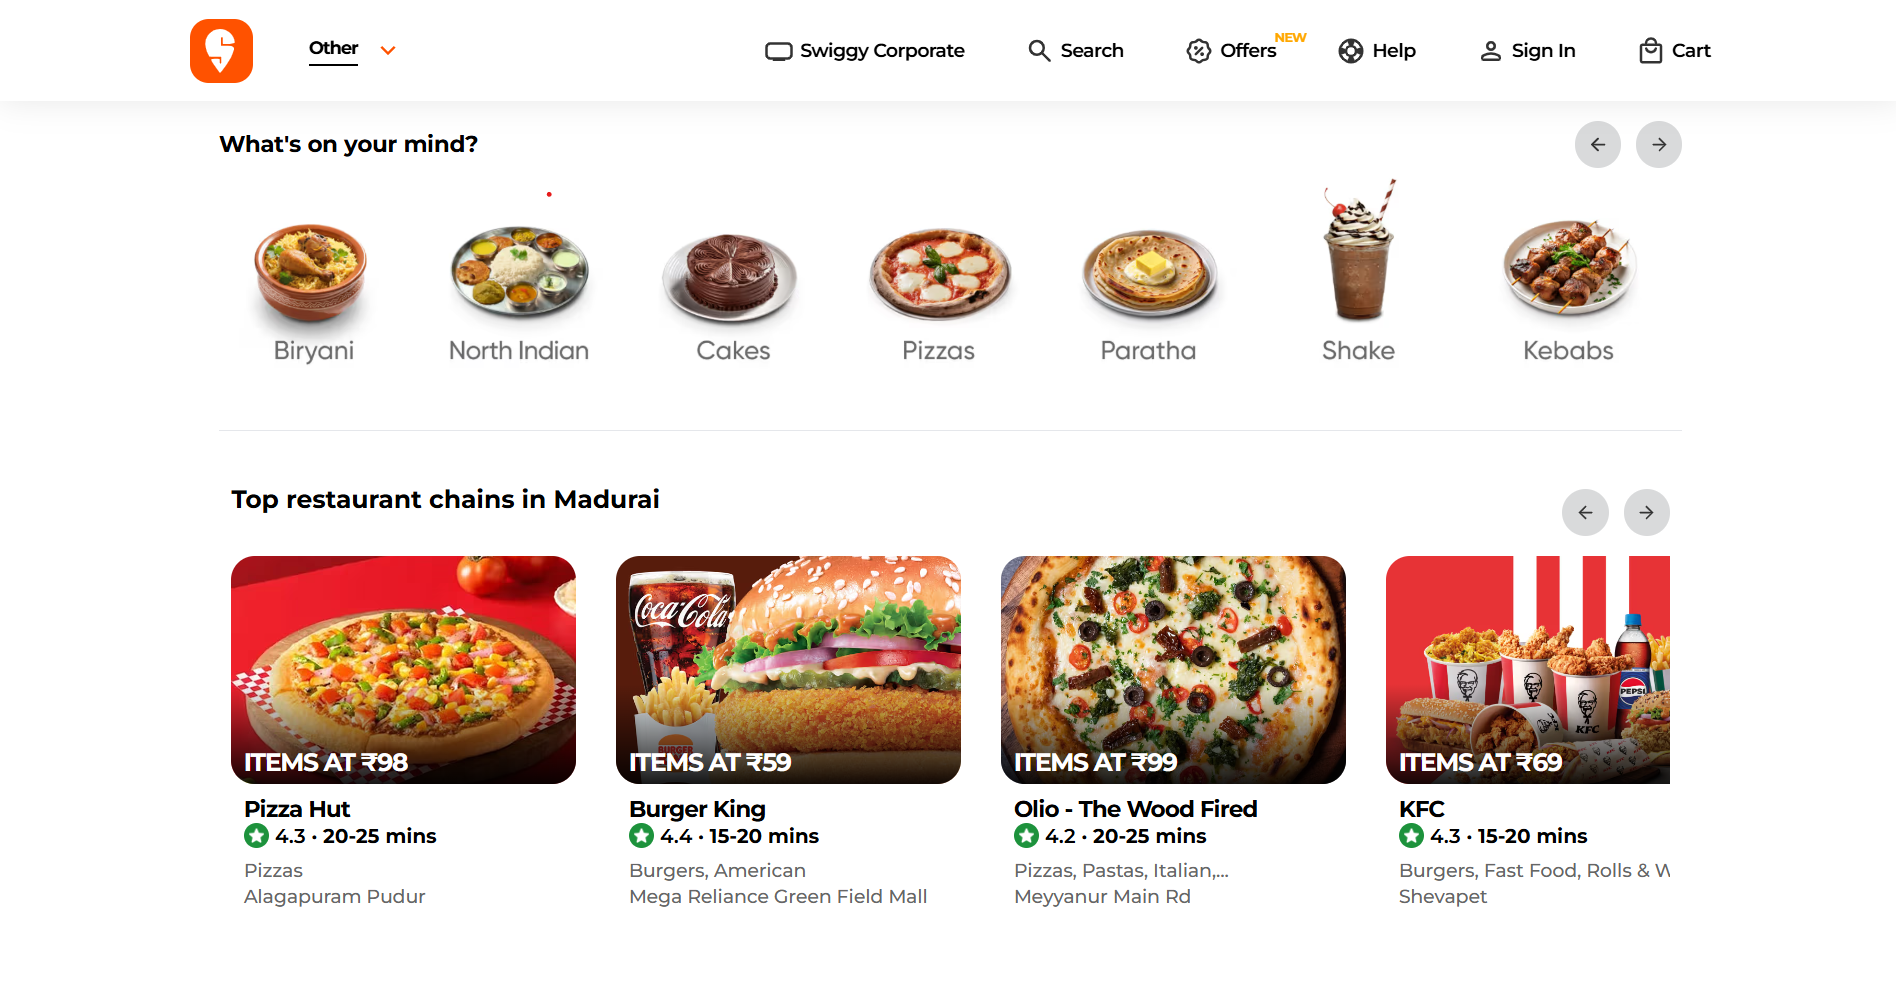 Other
Swiggy Corporate
Search
Offers
NEW
Help
Sign In
Cart
What's on your mind?
Biryani
North Indian
Cakes
Pizzas
Paratha
Shake
Kebabs
Top restaurant chains in Madurai
Coca-Cola
BURGER
ITEMS AT ₹98
ITEMS AT ₹59
ITEMS AT ₹99
PEPSI
KFC
ITEMS AT ₹69
Pizza Hut
4.3 • 20-25 mins
Pizzas
Alagapuram Pudur
Burger King
4.4 • 15-20 mins
Burgers, American
Mega Reliance Green Field Mall
Olio - The Wood Fired
4.2 • 20-25 mins
Pizzas, Pastas, Italian,...
Meyyanur Main Rd
KFC
4.3 • 15-20 mins
Burgers, Fast Food, Rolls & W
Shevapet